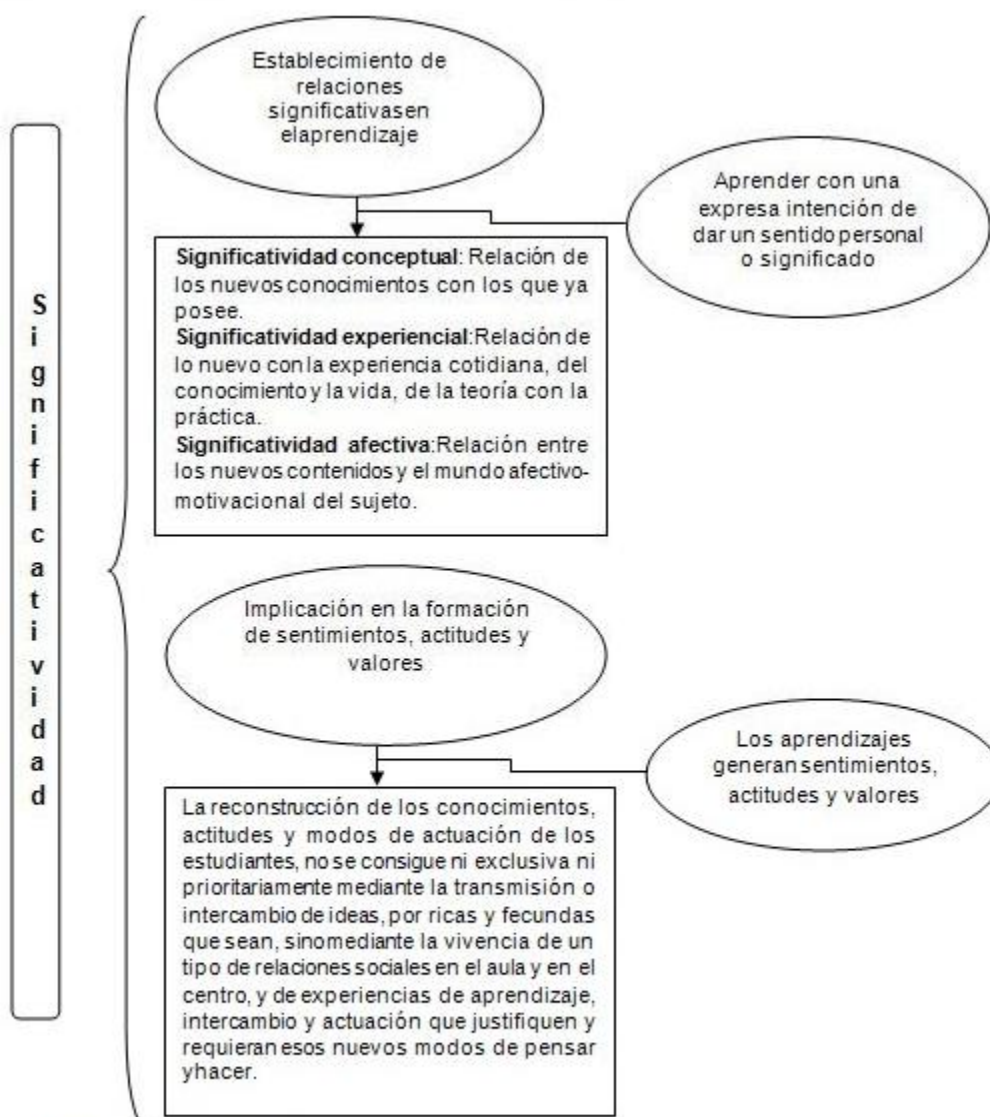 Significatividad
Establecimiento de
relaciones
significativasen
elaprendizaje
Aprender con una
expresa intención de
dar un sentido personal
o significado
Significatividad conceptual: Relación de
los nuevos conocimientos con los que ya
posee.
Significatividad experiencial:Relación de
lo nuevo con la experiencia cotidiana, del
conocimiento y la vida, de la teoría con la
práctica.
Significatividad afectiva:Relación entre
los nuevos contenidos y el mundo afectivo-
motivacional del sujeto.
Implicación en la formación
de sentimientos, actitudes y
valores
Los aprendizajes
generan sentimientos,
actitudes y valores
La reconstrucción de los conocimientos,
actitudes y modos de actuación de los
estudiantes, no se consigue ni exclusiva ni
prioritariamente mediante la transmisión o
intercambio de ideas, por ricas y fecundas
que sean, sinomediante la vivencia de un
tipo de relaciones sociales en el aula y en el
centro, y de experiencias de aprendizaje,
intercambio y actuación que justifiquen y
requieran esos nuevos modos de pensar
yhacer.